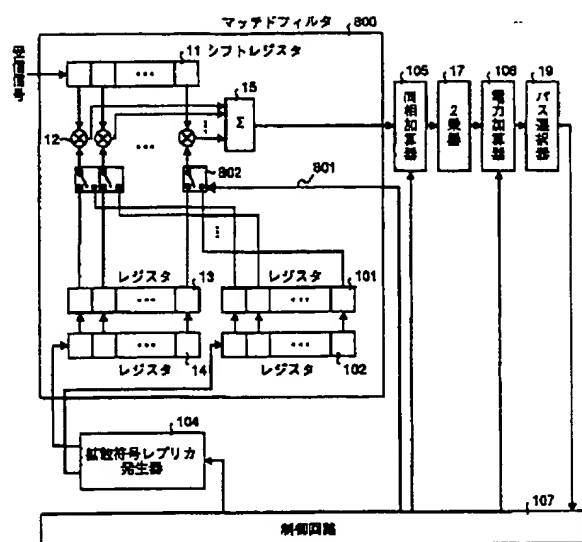 マッチドフィルタ 800
11 シフトレジスタ
15
Σ
12
802
801
105
同相加算器
17
2乗器
106
電力加算器
19
パス選択器
レジスタ 13
レジスタ 101
14 レジスタ
レジスタ 102
104
拡散符号レプリカ
発生器
107
制御回路